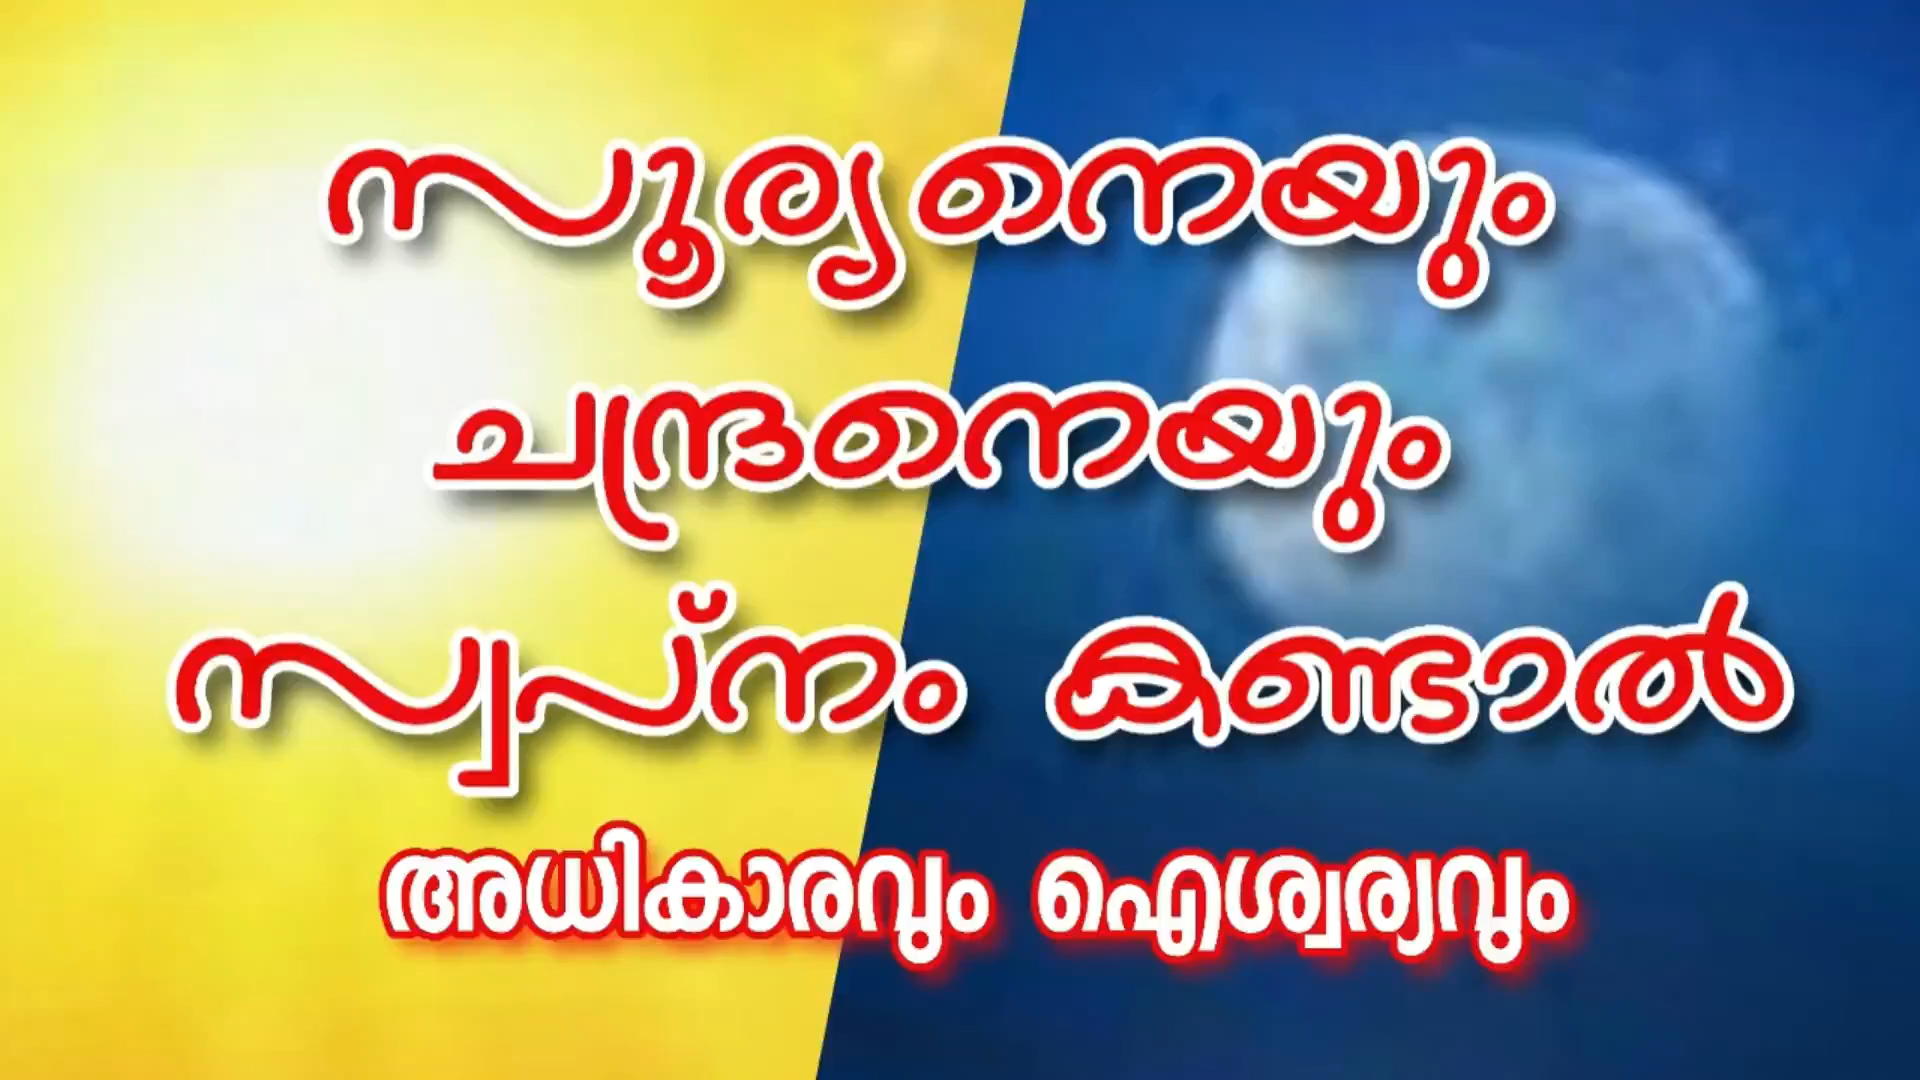 സൂര്യനെയും
ചന്ദ്രനെയും
സ്വപ്നം കണ്ടാൽ
അധികാരവും ഐശ്വര്യവും